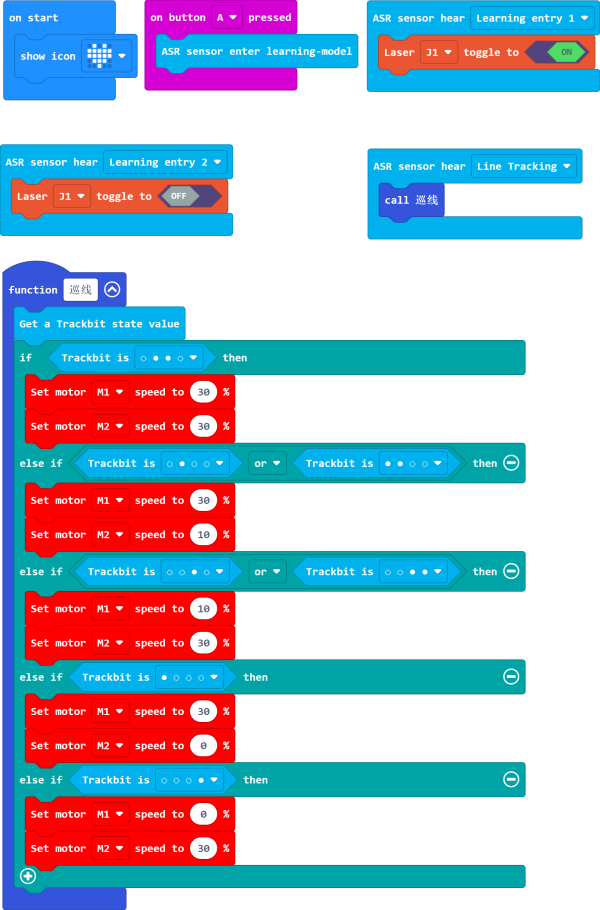 on start
show icon
on button A pressed
ASR sensor enter learning-model
ASR sensor hear Learning entry 1
Laser J1 toggle to ON
ASR sensor hear Learning entry 2
Laser J1 toggle to OFF
ASR sensor hear Line Tracking
call 巡线
function 巡线
Get a Trackbit state value
if Trackbit is ○ ● ● ○ then
Set motor M1 speed to 30 %
Set motor M2 speed to 30 %
else if Trackbit is ○ ● ○ ○ or Trackbit is ● ● ○ ○ then
Set motor M1 speed to 30 %
Set motor M2 speed to 10 %
else if Trackbit is ○ ○ ● ○ or Trackbit is ○ ○ ● ● then
Set motor M1 speed to 10 %
Set motor M2 speed to 30 %
else if Trackbit is ● ○ ○ ○ then
Set motor M1 speed to 30 %
Set motor M2 speed to 0 %
else if Trackbit is ○ ○ ○ ● then
Set motor M1 speed to 0 %
Set motor M2 speed to 30 %